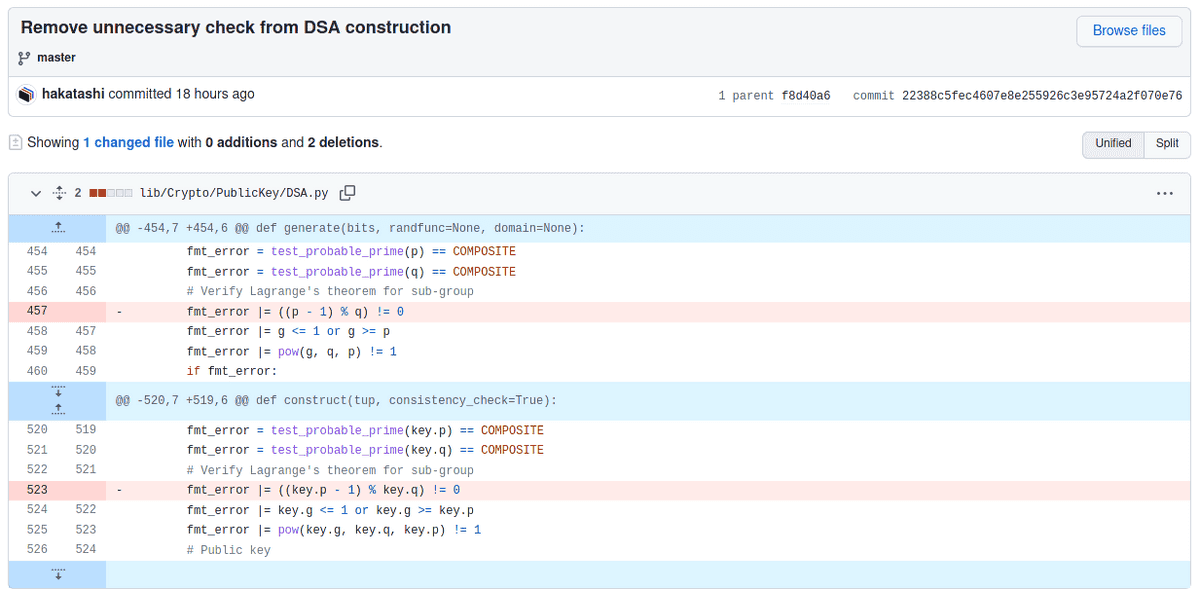 Remove unnecessary check from DSA construction
Browse files
master
hakatashi committed 18 hours ago
1 parent f8d40a6 commit 22388c5fec4607e8e255926c3e95724a2f070e76
Showing 1 changed file with 0 additions and 2 deletions.
Unified Split
2 lib/Crypto/PublicKey/DSA.py
@@ -454,7 +454,6 @@ def generate(bits, randfunc=None, domain=None):
454 454 fmt_error = test_probable_prime(p) == COMPOSITE
455 455 fmt_error = test_probable_prime(q) == COMPOSITE
456 456 # Verify Lagrange's theorem for sub-group
457 - fmt_error |= ((p - 1) % q) != 0
458 457 fmt_error |= g <= 1 or g >= p
459 458 fmt_error |= pow(g, q, p) != 1
460 459 if fmt_error:
@@ -520,7 +519,6 @@ def construct(tup, consistency_check=True):
520 519 fmt_error = test_probable_prime(key.p) == COMPOSITE
521 520 fmt_error = test_probable_prime(key.q) == COMPOSITE
522 521 # Verify Lagrange's theorem for sub-group
523 - fmt_error |= ((key.p - 1) % key.q) != 0
524 522 fmt_error |= key.g <= 1 or key.g >= key.p
525 523 fmt_error |= pow(key.g, key.q, key.p) != 1
526 524 # Public key